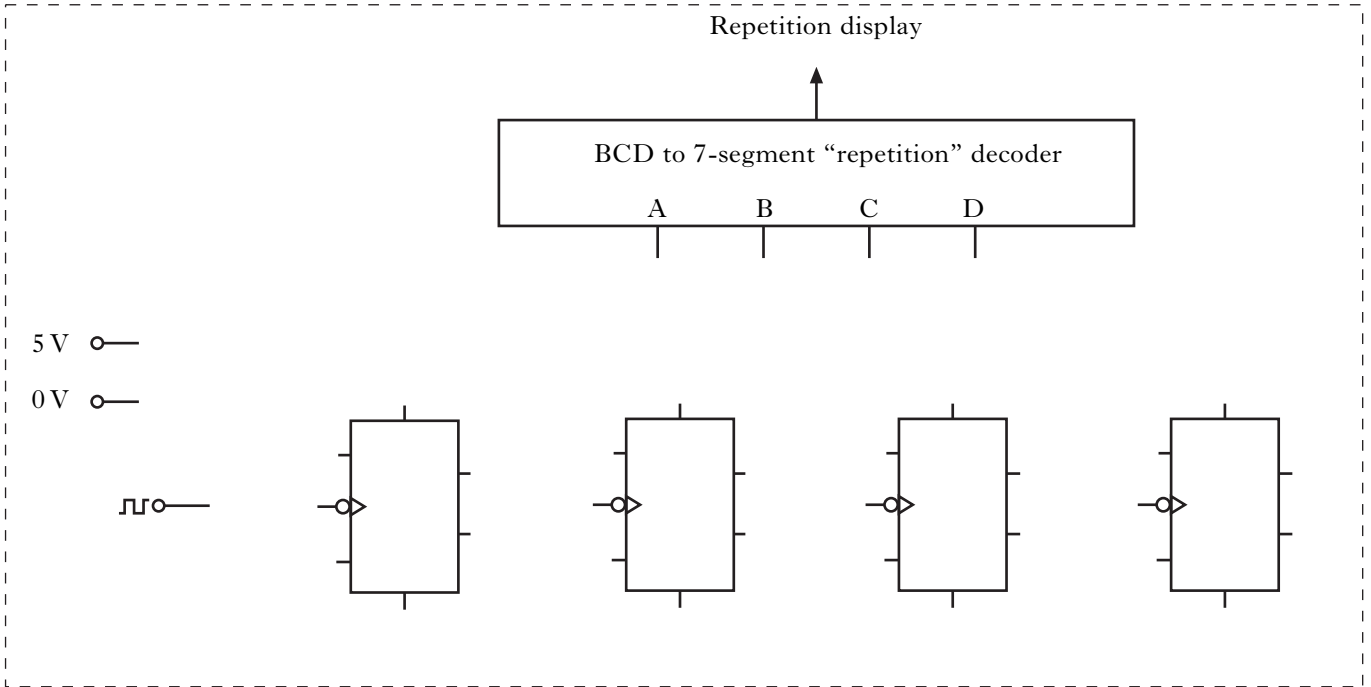 Repetition display
BCD to 7-segment “repetition” decoder
A B C D
5 V
0 V